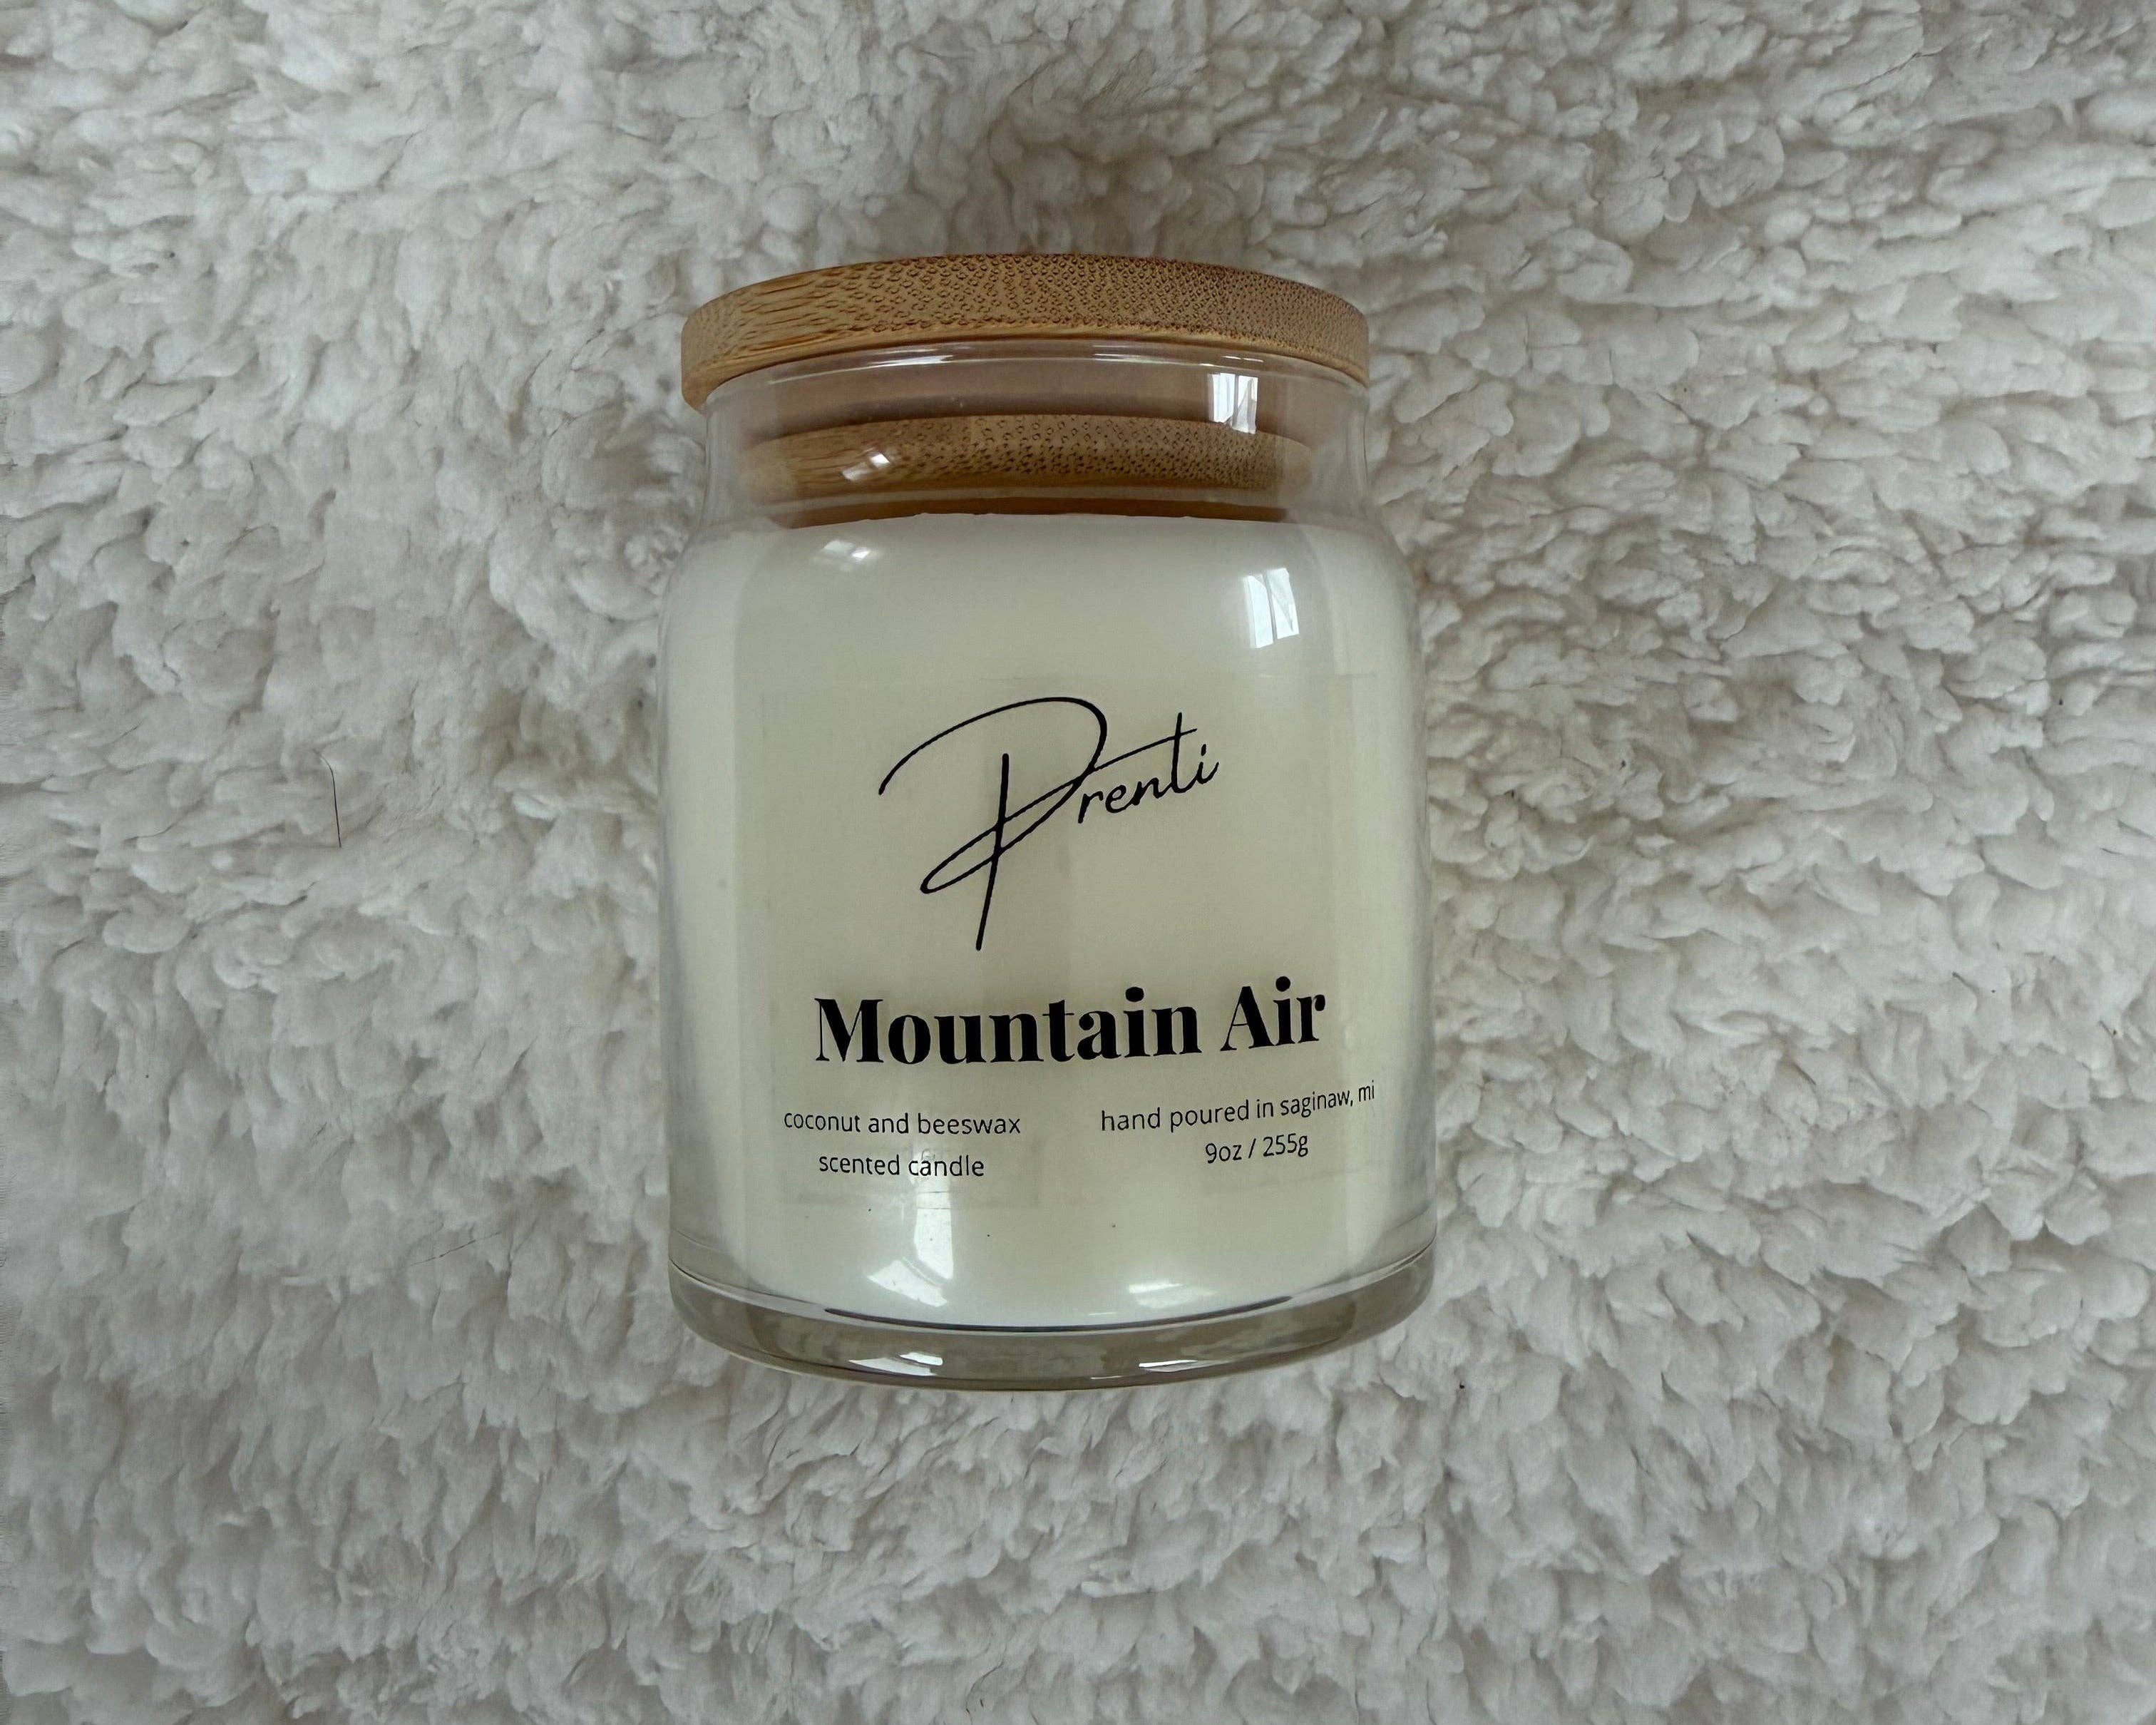 Prenti
Mountain Air
coconut and beeswax
scented candle
hand poured in saginaw, mi
9oz / 255g